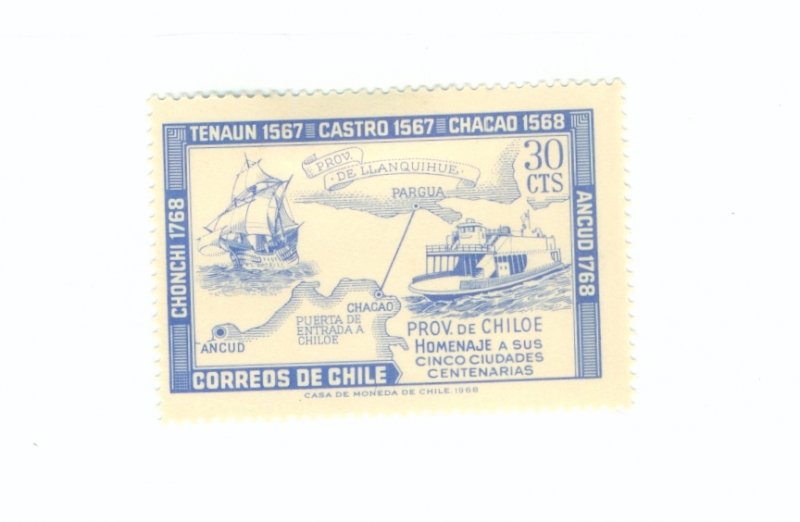 TENAUN 1567 CASTRO 1567 CHACAO 1568
CHONCHI 1768
ANCUD 1768
30
CTS
PROV.
DE LLANQUIHUE
PARGUA
CHACAO
PUERTA DE
ENTRADA A
CHILOE
ANCUD
PROV. DE CHILOE
HOMENAJE A SUS
CINCO CIUDADES
CENTENARIAS
CORREOS DE CHILE
CASA DE MONEDA DE CHILE. 1968